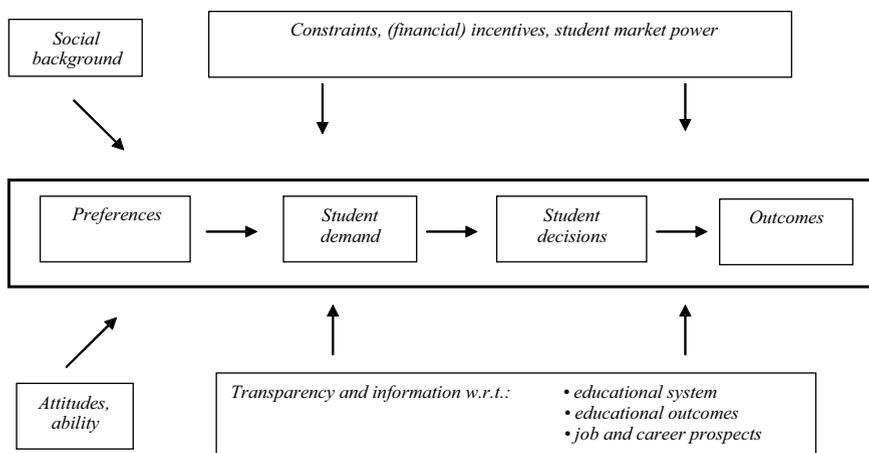 Social
background
Constraints, (financial) incentives, student market power
Preferences
Student
demand
Student
decisions
Outcomes
Attitudes,
ability
Transparency and information w.r.t.:
• educational system
• educational outcomes
• job and career prospects